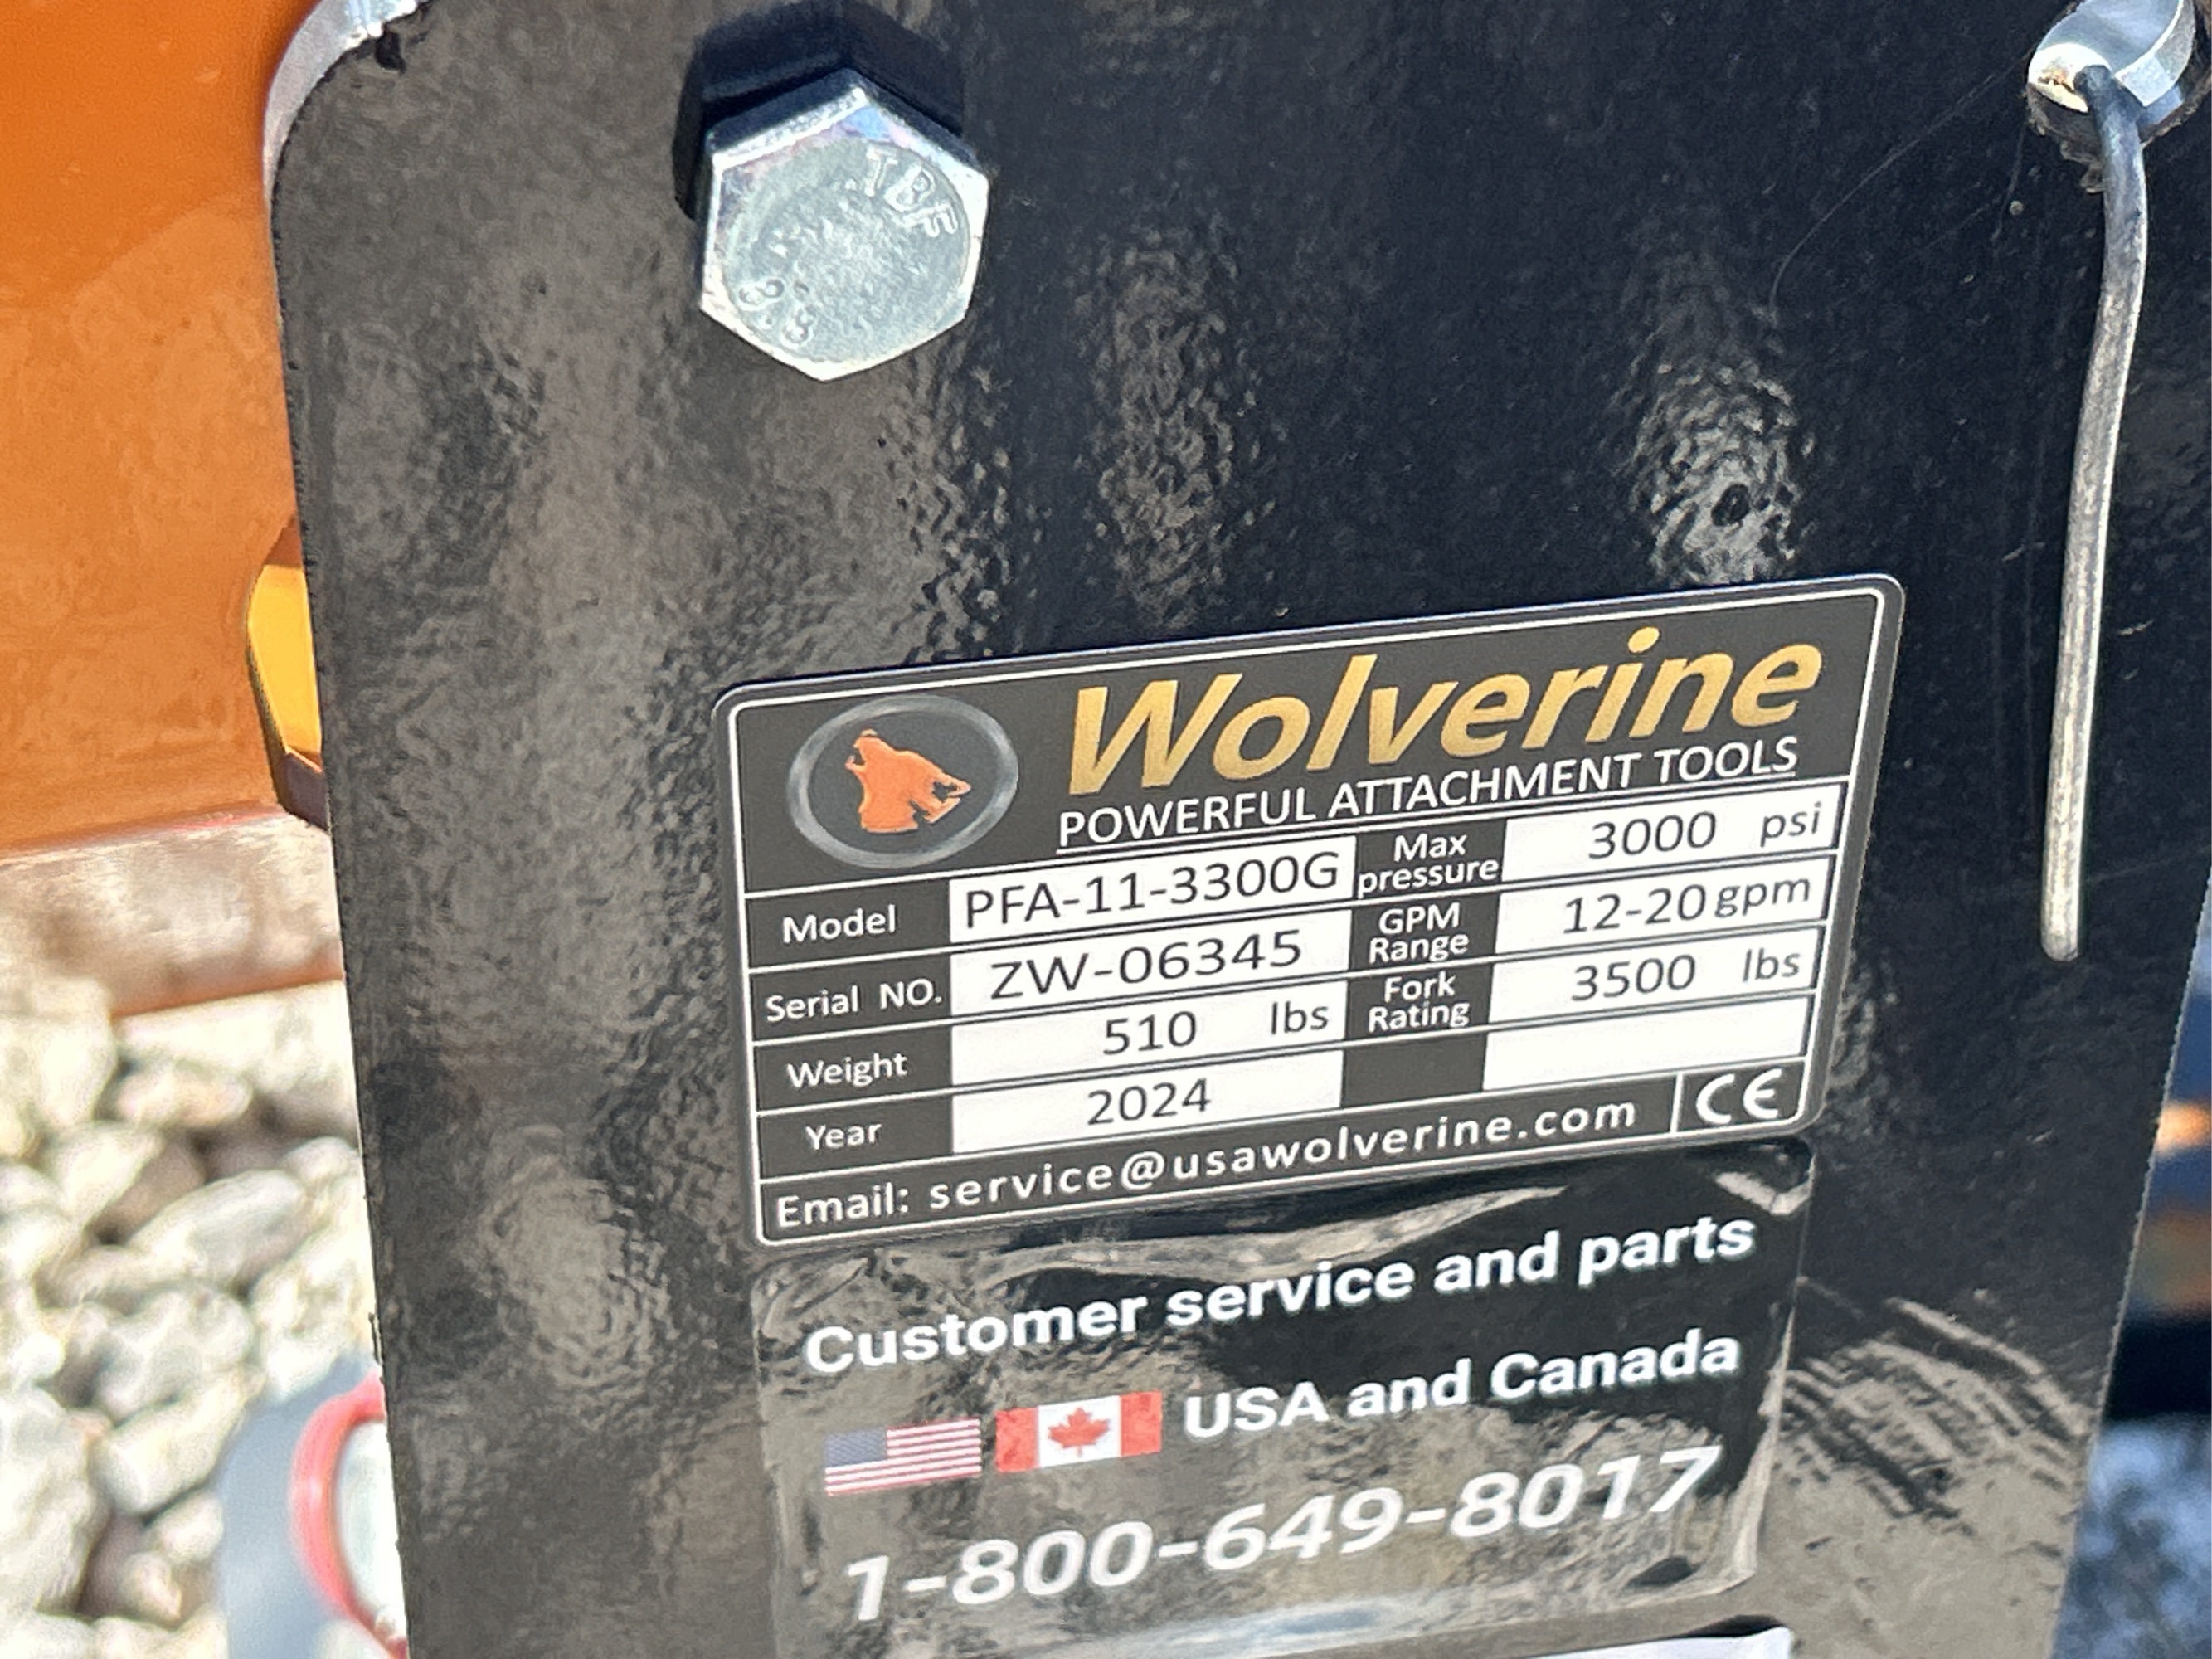 TBF
8.8
Wolverine
POWERFUL ATTACHMENT TOOLS
Model PFA-11-3300G Max pressure 3000 psi
Serial NO. ZW-06345 GPM Range 12-20 gpm
Weight 510 lbs Fork Rating 3500 lbs
Year 2024
Email: service@usawolverine.com CE
Customer service and parts
USA and Canada
1-800-649-8017